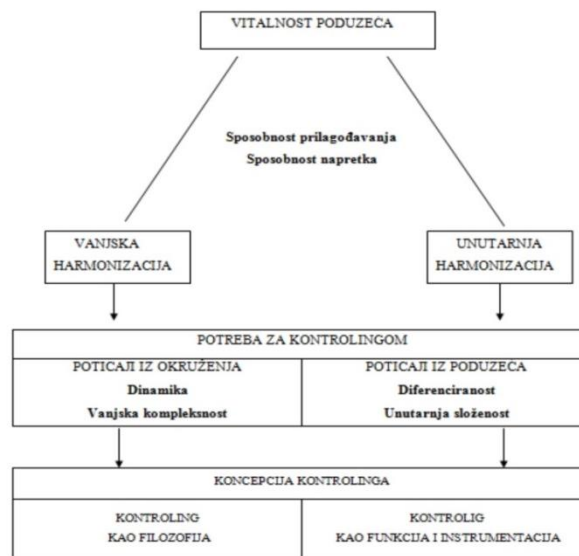 VITALNOST PODUZEĆA
Sposobnost prilagođavanja
Sposobnost napretka
VANJSKA
HARMONIZACIJA
UNUTARNJA
HARMONIZACIJA
POTREBA ZA KONTROLINGOM
POTICAJI IZ OKRUŽENJA
Dinamika
Vanjska kompleksnost
POTICAJI IZ PODUZEĆA
Diferenciranost
Unutarnja složenost
KONCEPCIJA KONTROLINGA
KONTROLING
KAO FILOZOFIJA
KONTROLIG
KAO FUNKCIJA I INSTRUMENTACIJA